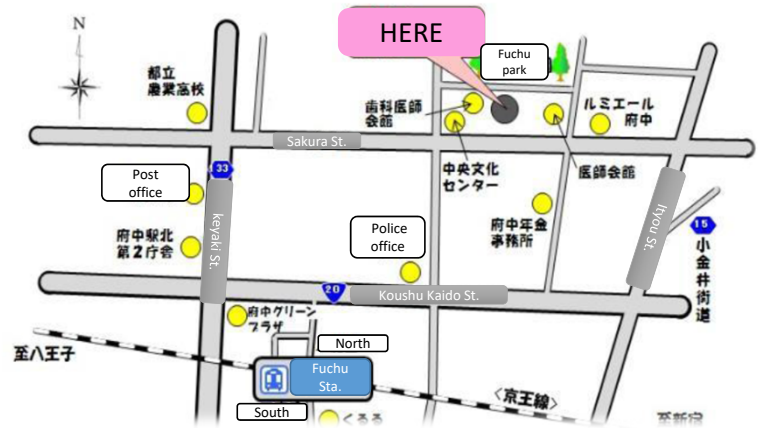 N
HERE
Fuchu
park
都立
農業高校
歯科医師
会館
ルミエール
府中
Sakura St.
中央文化
センター
医師会館
Post
office
33
keyaki St.
Police
office
府中年金
事務所
Ityou St.
15
小金井街道
府中駅北
第2庁舎
20
Koushu Kaido St.
府中グリーン
プラザ
North
至八王子
Fuchu
Sta.
〈京王線〉
South
くるる
至新宿